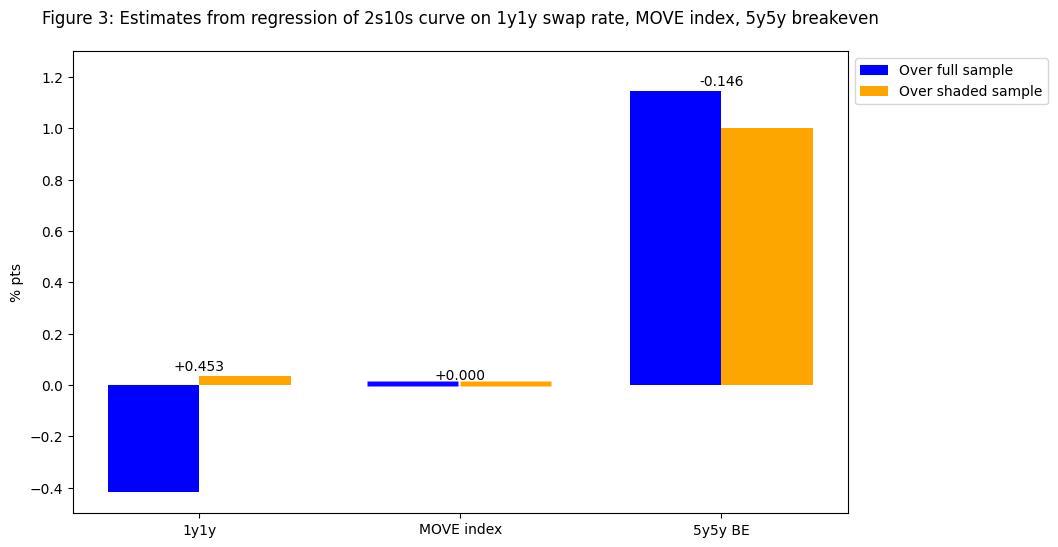 Figure 3: Estimates from regression of 2s10s curve on 1y1y swap rate, MOVE index, 5y5y breakeven
Over full sample
Over shaded sample
% pts
1.2
1.0
0.8
0.6
0.4
0.2
0.0
−0.2
−0.4
+0.453
+0.000
-0.146
1y1y
MOVE index
5y5y BE